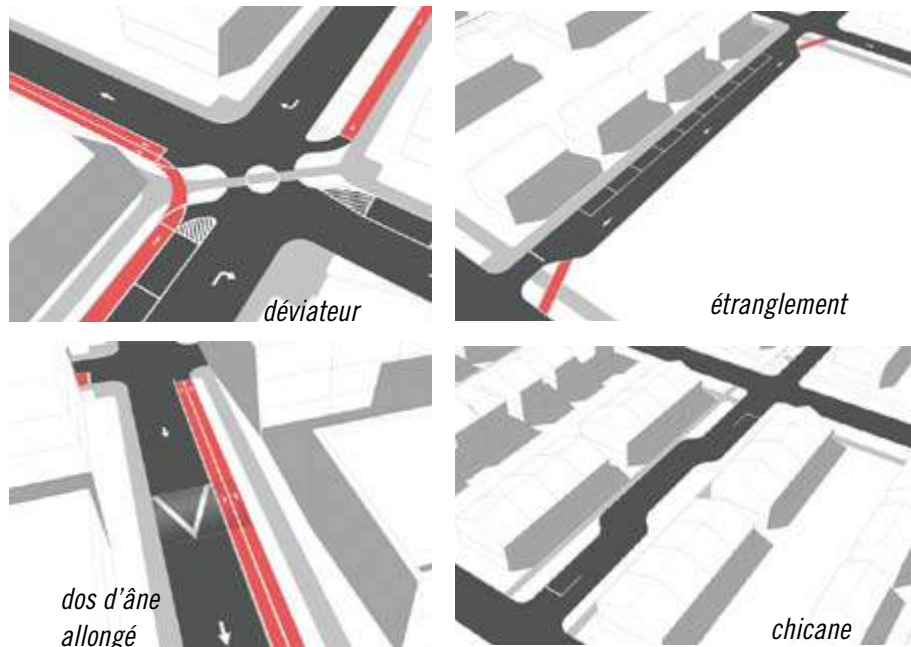 déviateur
étranglement
dos d'âne
allongé
chicane